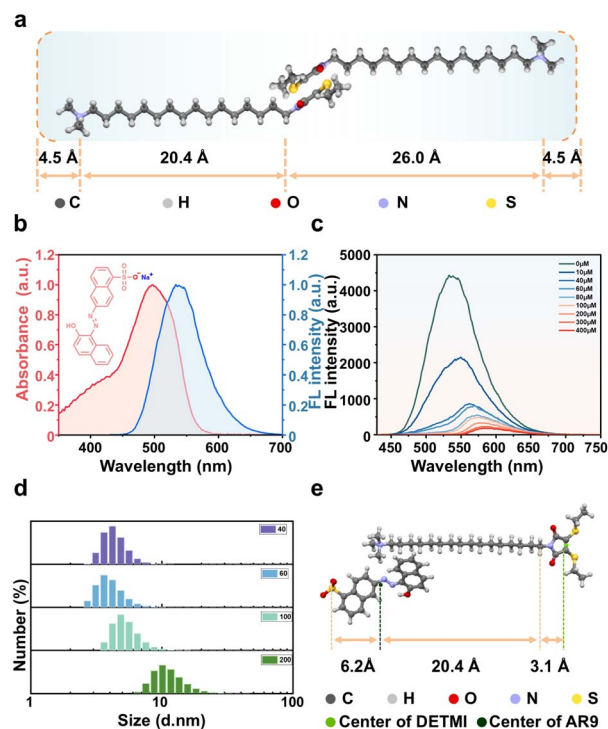 a
4.5 Å 20.4 Å 26.0 Å 4.5 Å
C H O N S
b
Absorbance (a.u.)
1.2
1.0
0.8
0.6
0.4
0.2
0
400 500 600 700
Wavelength (nm)
1.2
1.0
0.8
0.6
0.4
0.2
0
FL intensity (a.u.)
O
S O⁻ Na⁺
O
N
N
HO
c
FL intensity (a.u.)
5000
4000
3000
2000
1000
0
450 500 550 600 650 700 750
Wavelength (nm)
0μM
10μM
40μM
60μM
80μM
100μM
200μM
300μM
400μM
d
Number (%)
40
60
100
200
1 10 100
Size (d.nm)
e
6.2Å 20.4 Å 3.1 Å
C H O N S
Center of DETMI Center of AR9